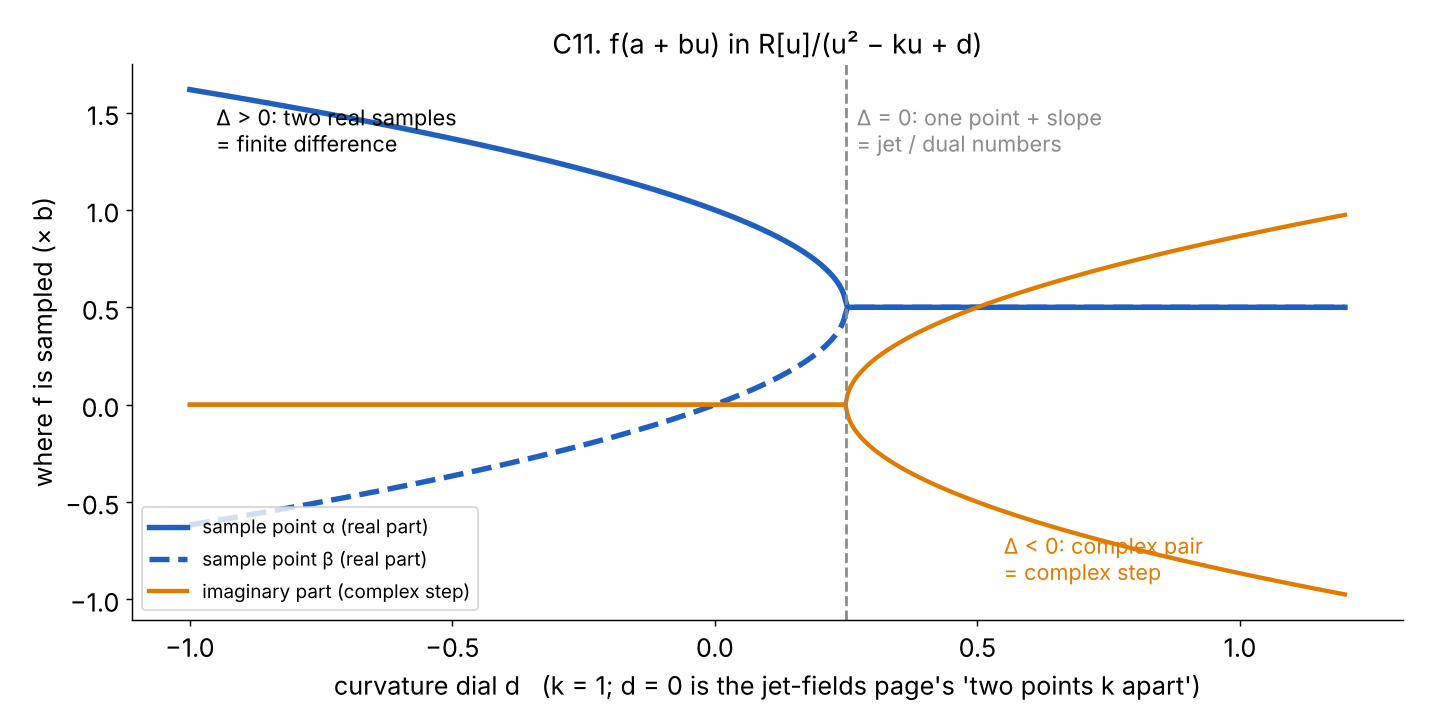 C11. f(a + bu) in R[u]/(u² − ku + d)
Δ > 0: two real samples
= finite difference
Δ = 0: one point + slope
= jet / dual numbers
Δ < 0: complex pair
= complex step
where f is sampled (× b)
1.5
1.0
0.5
0.0
−0.5
−1.0
sample point α (real part)
sample point β (real part)
imaginary part (complex step)
−1.0
−0.5
0.0
0.5
1.0
curvature dial d (k = 1; d = 0 is the jet-fields page's 'two points k apart')